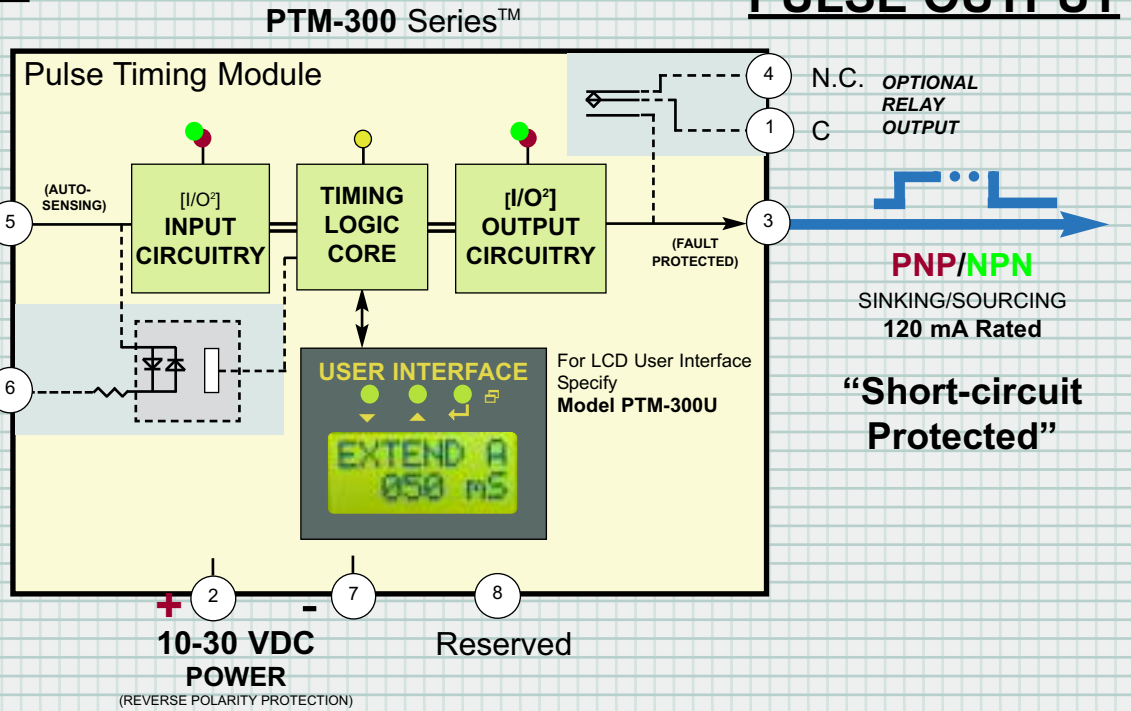 PULSE OUTPUT
PTM-300 Series™
Pulse Timing Module
4
N.C.
OPTIONAL
RELAY
OUTPUT
1
C
(AUTO-
SENSING)
5
[I/O²]
INPUT
CIRCUITRY
TIMING
LOGIC
CORE
[I/O²]
OUTPUT
CIRCUITRY
(FAULT
PROTECTED)
3
PNP/NPN
SINKING/SOURCING
120 mA Rated
“Short-circuit
Protected”
6
USER INTERFACE
EXTEND A
050 mS
For LCD User Interface
Specify
Model PTM-300U
+
2
-
7
8
10-30 VDC
POWER
(REVERSE POLARITY PROTECTION)
Reserved